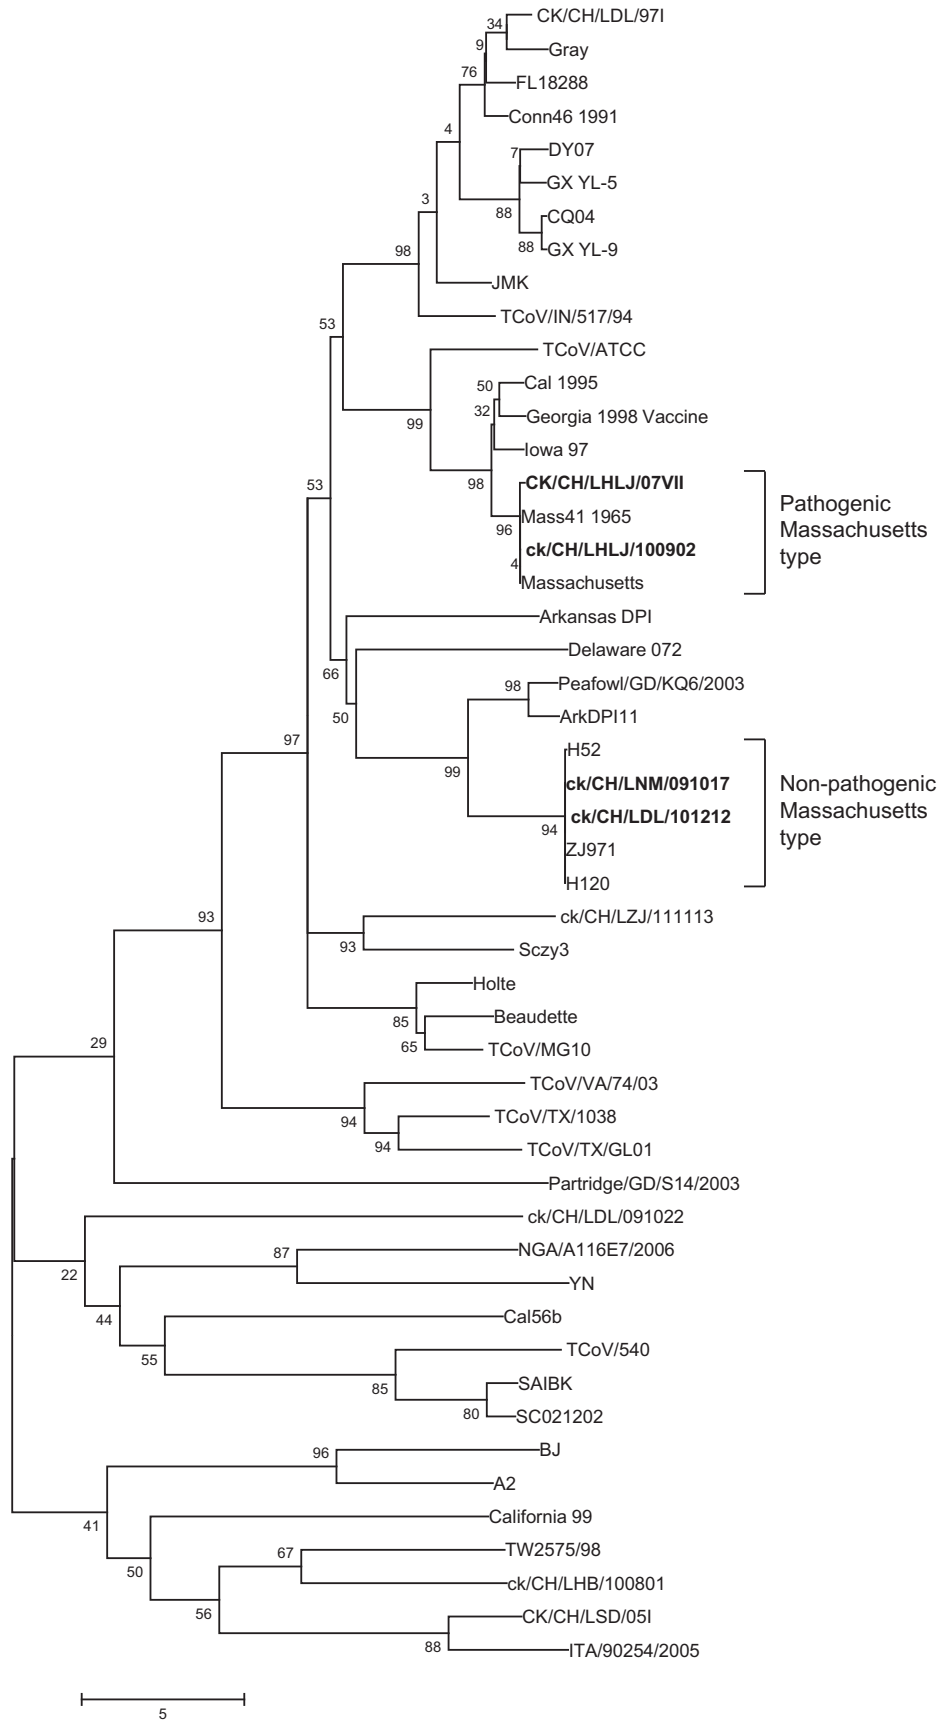 CK/CH/LDL/97I
34
Gray
9
FL18288
76
Conn46 1991
4
DY07
7
GX YL-5
3
88
CQ04
88
GX YL-9
98
JMK
TCoV/IN/517/94
53
TCoV/ATCC
50
Cal 1995
32
Georgia 1998 Vaccine
99
Iowa 97
98
CK/CH/LHLJ/07VII
53
Mass41 1965
96
ck/CH/LHLJ/100902
4
Massachusetts
Pathogenic
Massachusetts
type
Arkansas DPI
Delaware 072
66
98
Peafowl/GD/KQ6/2003
50
ArkDPI11
97
99
H52
ck/CH/LNM/091017
ck/CH/LDL/101212
94
ZJ971
H120
Non-pathogenic
Massachusetts
type
93
ck/CH/LZJ/111113
93
Sczy3
Holte
85
Beaudette
65
TCoV/MG10
29
TCoV/VA/74/03
94
TCoV/TX/1038
94
TCoV/TX/GL01
Partridge/GD/S14/2003
ck/CH/LDL/091022
22
87
NGA/A116E7/2006
YN
44
Cal56b
55
TCoV/540
85
SAIBK
80
SC021202
96
BJ
A2
41
California 99
50
67
TW2575/98
ck/CH/LHB/100801
56
CK/CH/LSD/05I
88
ITA/90254/2005
5